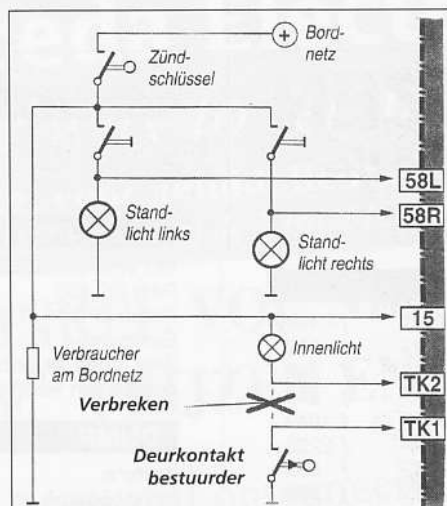 Bord-
netz
Zünd-
schlüssel
58L
58R
Stand-
licht links
Stand-
licht rechts
15
Verbraucher
am Bordnetz
Innenlicht
TK2
Verbreken
TK1
Deurkontakt
bestuurder